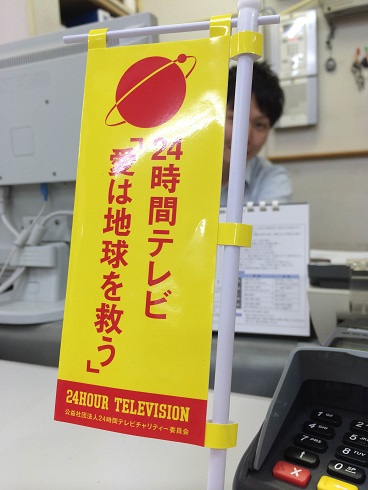 24時間テレビ
「愛は地球を救う」
24HOUR TELEVISION
公益社団法人24時間テレビチャリティー委員会